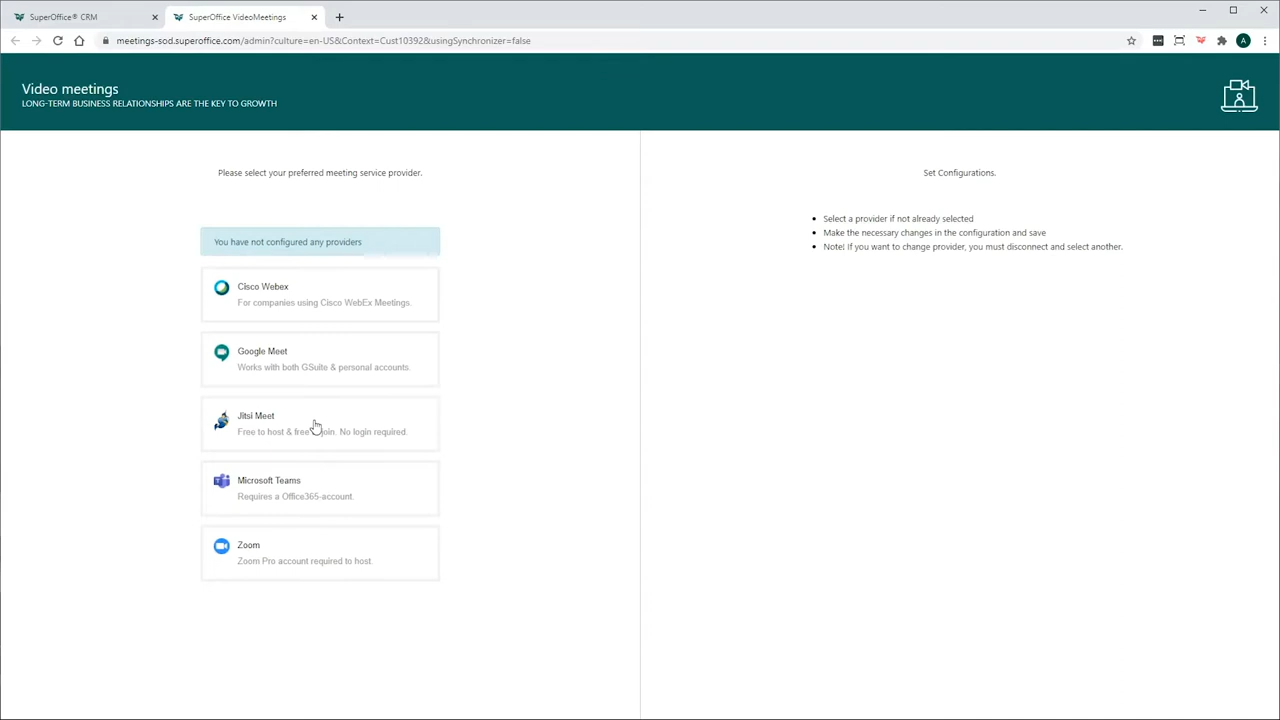 SuperOffice® CRM
SuperOffice VideoMeetings
meetings-sod.superoffice.com/admin?culture=en-US&Context=Cust10392&usingSynchronizer=false
A
Video meetings
LONG-TERM BUSINESS RELATIONSHIPS ARE THE KEY TO GROWTH
Please select your preferred meeting service provider.
You have not configured any providers
Cisco Webex
For companies using Cisco WebEx Meetings.
Google Meet
Works with both GSuite & personal accounts.
Jitsi Meet
Free to host & free join. No login required.
Microsoft Teams
Requires a Office365-account.
Zoom
Zoom Pro account required to host.
Set Configurations.
Select a provider if not already selected
Make the necessary changes in the configuration and save
Note! If you want to change provider, you must disconnect and select another.